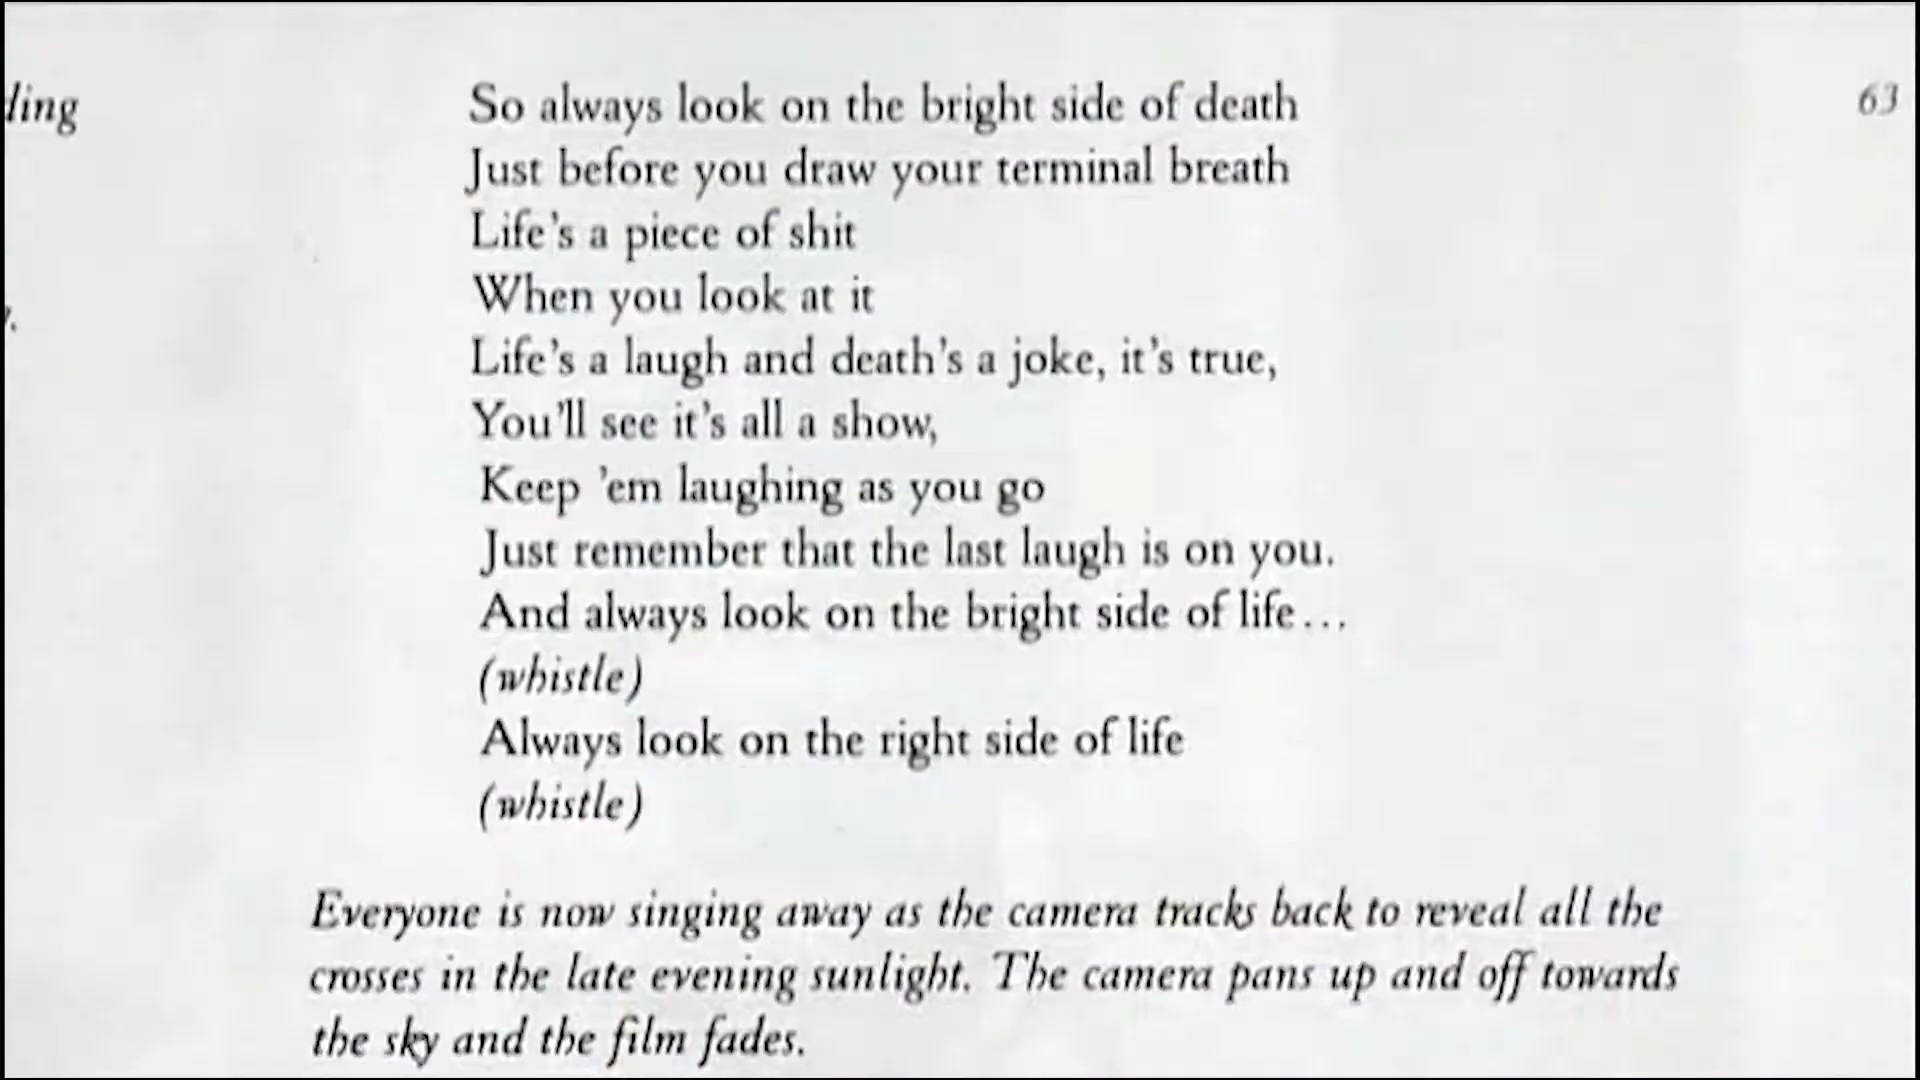 ding
63
So always look on the bright side of death
Just before you draw your terminal breath
Life's a piece of shit
When you look at it
Life's a laugh and death's a joke, it's true,
You'll see it's all a show,
Keep 'em laughing as you go
Just remember that the last laugh is on you.
And always look on the bright side of life...
(whistle)
Always look on the right side of life
(whistle)
Everyone is now singing away as the camera tracks back to reveal all the
crosses in the late evening sunlight. The camera pans up and off towards
the sky and the film fades.